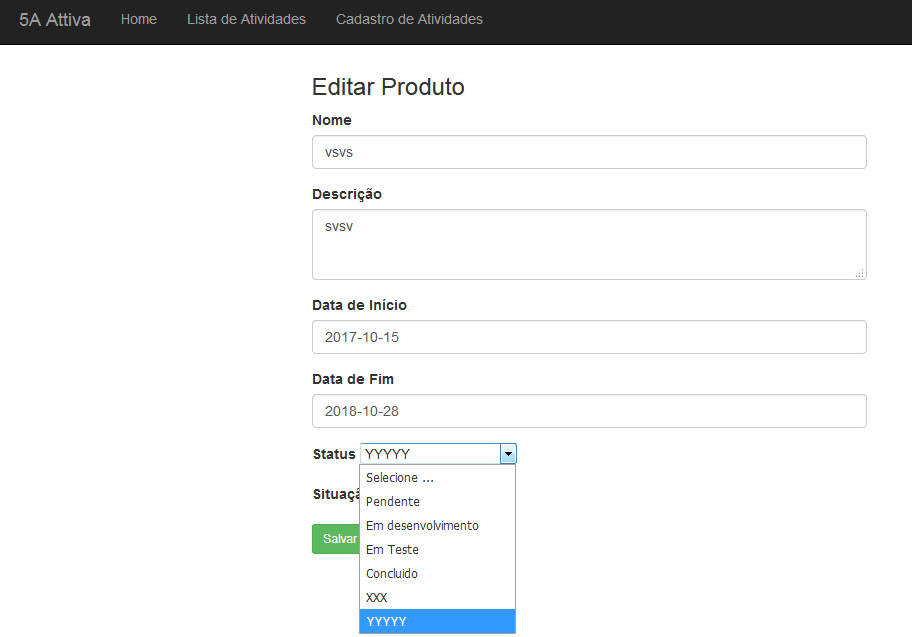 5A Attiva Home Lista de Atividades Cadastro de Atividades
Editar Produto
Nome
vsvs
Descrição
svsv
Data de Início
2017-10-15
Data de Fim
2018-10-28
Status YYYYY
Selecione ...
Pendente
Em desenvolvimento
Em Teste
Concluido
XXX
YYYYY
Situaçã
Salvar